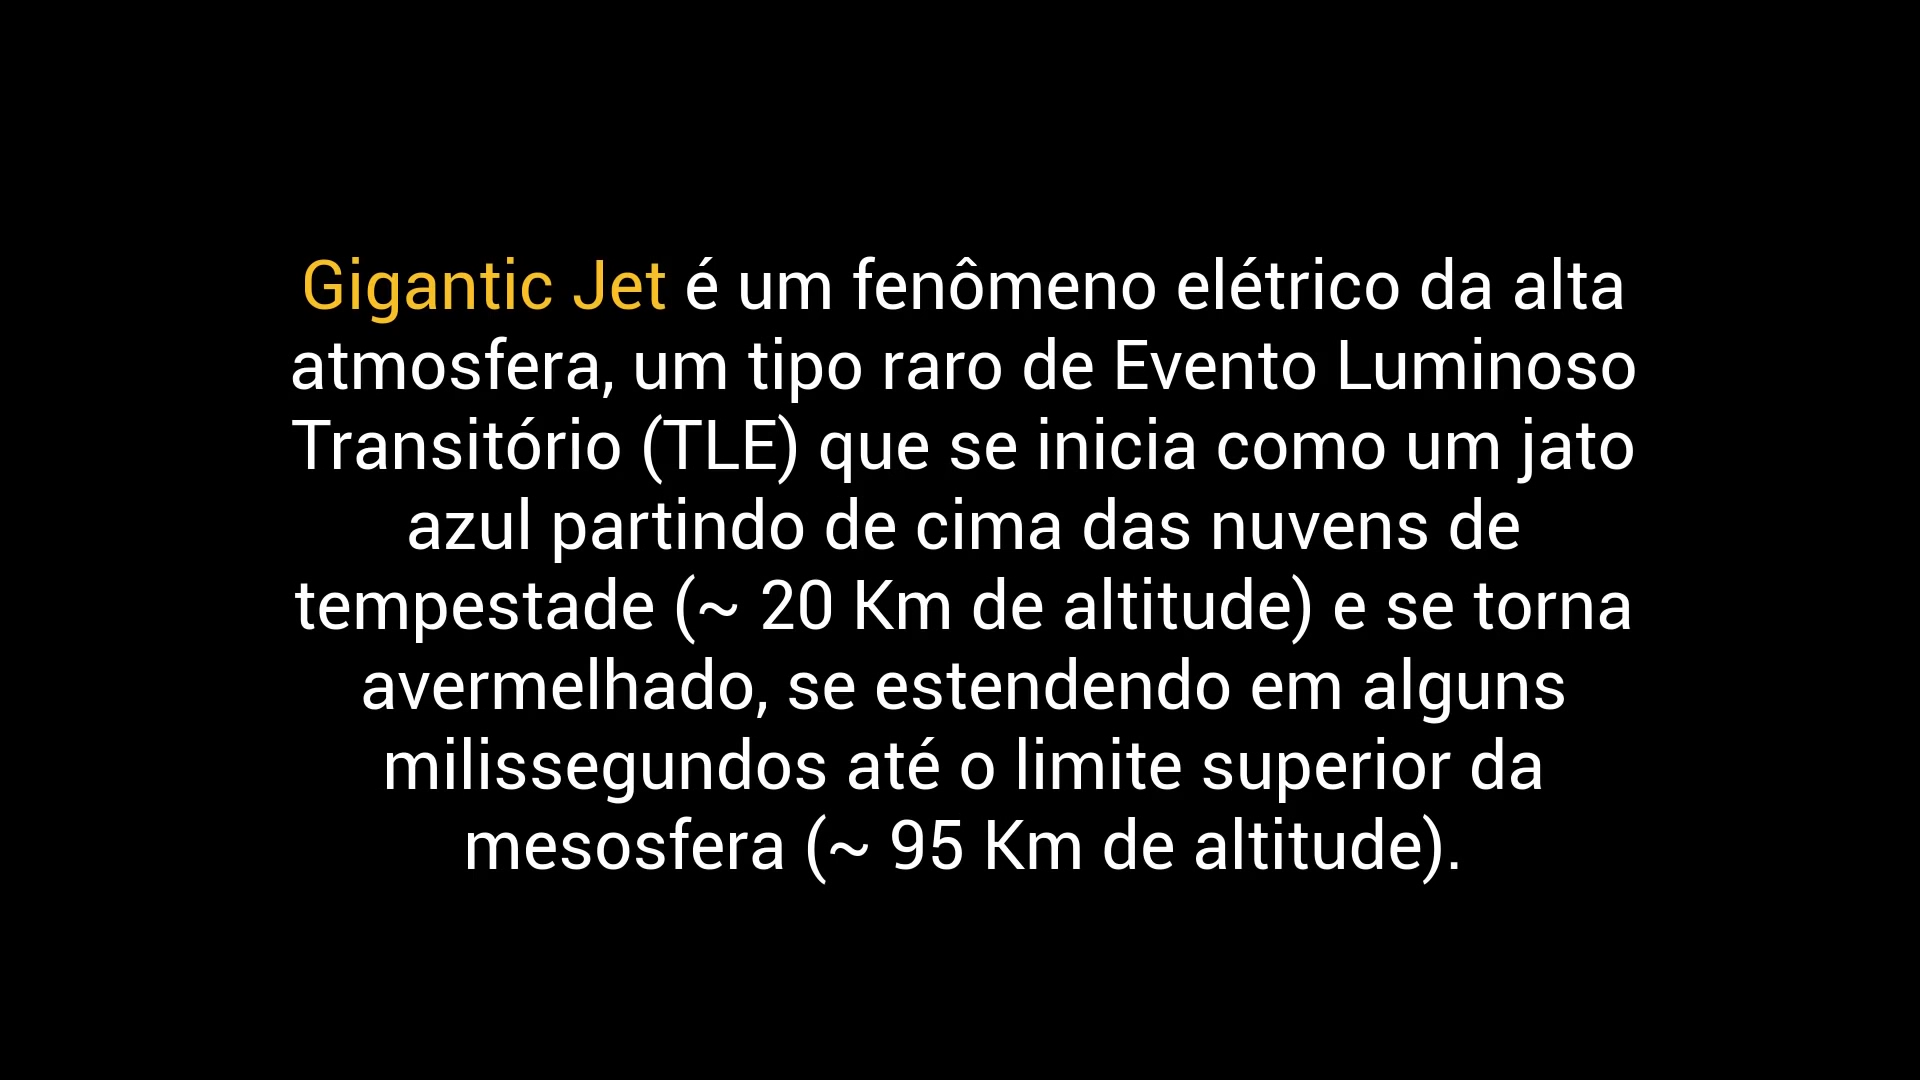 Gigantic Jet é um fenômeno elétrico da alta
atmosfera, um tipo raro de Evento Luminoso
Transitório (TLE) que se inicia como um jato
azul partindo de cima das nuvens de
tempestade (~ 20 Km de altitude) e se torna
avermelhado, se estendendo em alguns
milissegundos até o limite superior da
mesosfera (~ 95 Km de altitude).